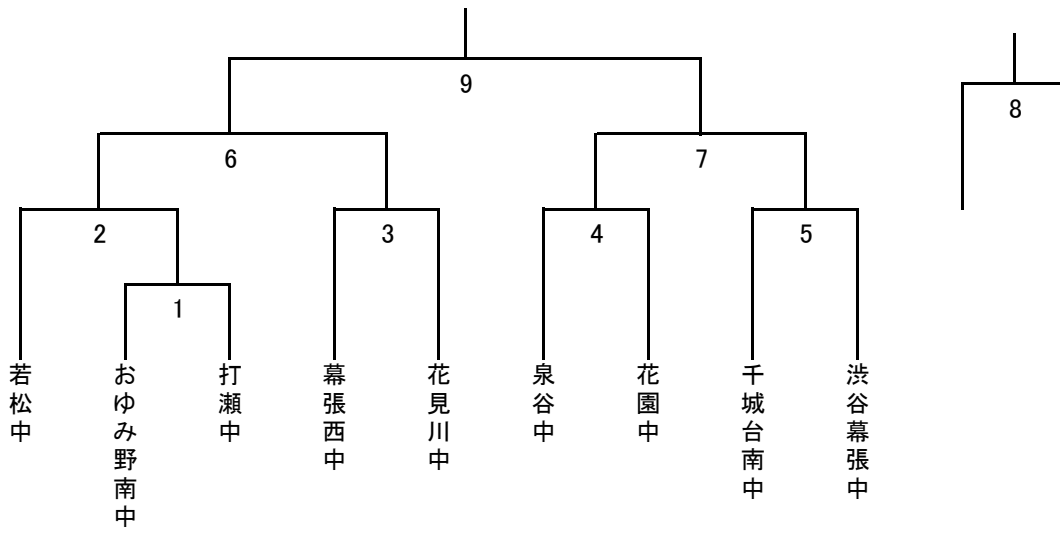 9
8
6
7
2
3
4
5
1
若松中
おゆみ野南中
打瀬中
幕張西中
花見川中
泉谷中
花園中
千城台南中
渋谷幕張中